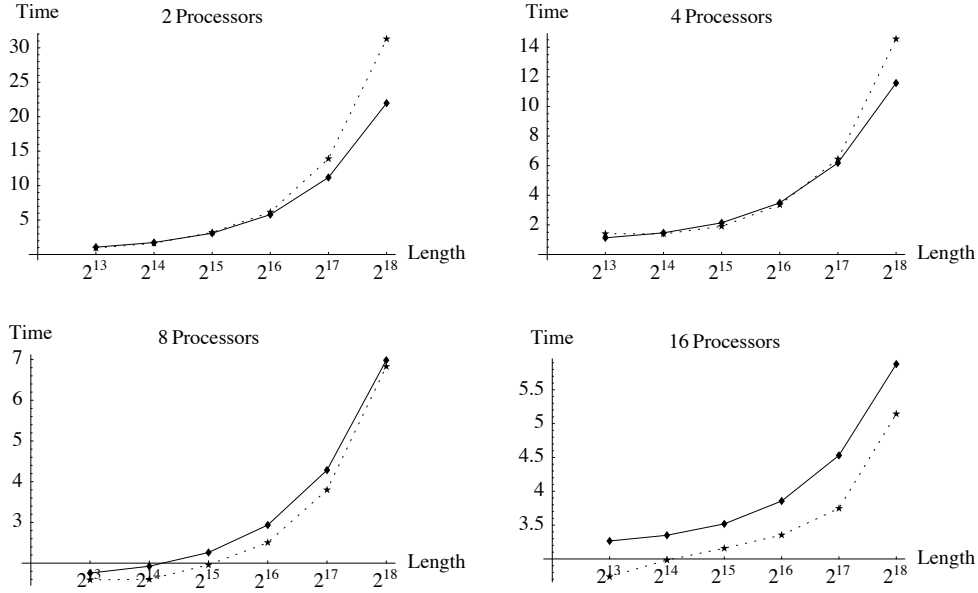 Time
2 Processors
30
25
20
15
10
5
2^13 2^14 2^15 2^16 2^17 2^18
Length
Time
4 Processors
14
12
10
8
6
4
2
2^13 2^14 2^15 2^16 2^17 2^18
Length
Time
8 Processors
7
6
5
4
3
2^13 2^14 2^15 2^16 2^17 2^18
Length
Time
16 Processors
5.5
5
4.5
4
3.5
2^13 2^14 2^15 2^16 2^17 2^18
Length